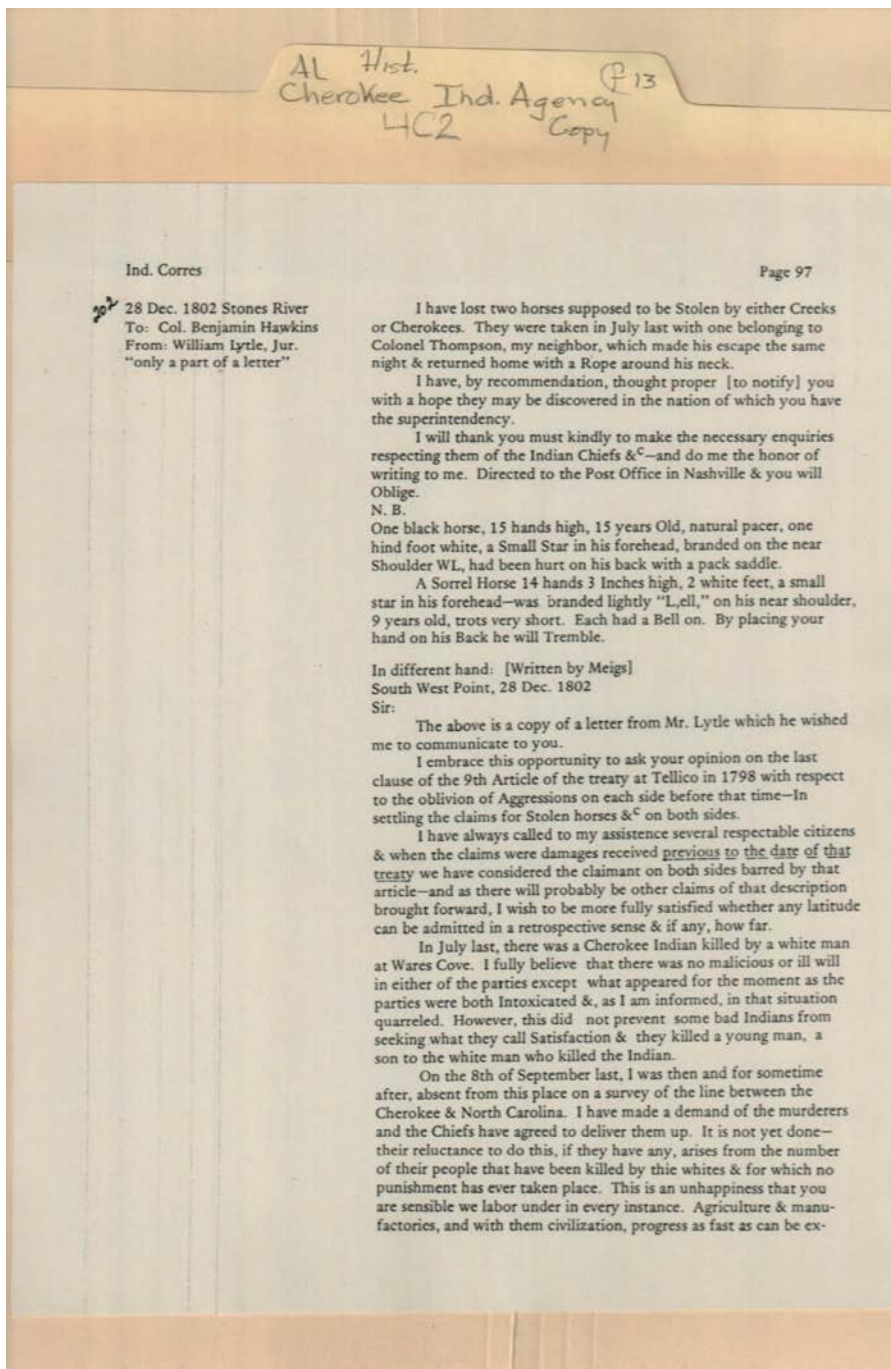 AL Hist.
Cherokee Ind. Agency
4C2 Copy
Ind. Corres
Page 97
202
28 Dec. 1802 Stones River
To: Col. Benjamin Hawkins
From: William Lytle, Jur.
"only a part of a letter"
I have lost two horses supposed to be Stolen by either Creeks
or Cherokees. They were taken in July last with one belonging to
Colonel Thompson, my neighbor, which made his escape the same
night & returned home with a Rope around his neck.
I have, by recommendation, thought proper [to notify] you
with a hope they may be discovered in the nation of which you have
the superintendency.
I will thank you must kindly to make the necessary enquiries
respecting them of the Indian Chiefs &ᶜ—and do me the honor of
writing to me. Directed to the Post Office in Nashville & you will
Oblige.
N. B.
One black horse, 15 hands high, 15 years Old, natural pacer, one
hind foot white, a Small Star in his forehead, branded on the near
Shoulder WL, had been hurt on his back with a pack saddle.
A Sorrel Horse 14 hands 3 Inches high, 2 white feet, a small
star in his forehead—was branded lightly "L,ell," on his near shoulder,
9 years old, trots very short. Each had a Bell on. By placing your
hand on his Back he will Tremble.
In different hand: [Written by Meigs]
South West Point, 28 Dec. 1802
Sir:
The above is a copy of a letter from Mr. Lytle which he wished
me to communicate to you.
I embrace this opportunity to ask your opinion on the last
clause of the 9th Article of the treaty at Tellico in 1798 with respect
to the oblivion of Aggressions on each side before that time—In
settling the claims for Stolen horses &ᶜ on both sides.
I have always called to my assistence several respectable citizens
& when the claims were damages received previous to the date of that
treaty we have considered the claimant on both sides barred by that
article—and as there will probably be other claims of that description
brought forward, I wish to be more fully satisfied whether any latitude
can be admitted in a retrospective sense & if any, how far.
In July last, there was a Cherokee Indian killed by a white man
at Wares Cove. I fully believe that there was no malicious or ill will
in either of the parties except what appeared for the moment as the
parties were both Intoxicated &, as I am informed, in that situation
quarreled. However, this did not prevent some bad Indians from
seeking what they call Satisfaction & they killed a young man, a
son to the white man who killed the Indian.
On the 8th of September last, I was then and for sometime
after, absent from this place on a survey of the line between the
Cherokee & North Carolina. I have made a demand of the murderers
and the Chiefs have agreed to deliver them up. It is not yet done—
their reluctance to do this, if they have any, arises from the number
of their people that have been killed by thie whites & for which no
punishment has ever taken place. This is an unhappiness that you
are sensible we labor under in every instance. Agriculture & manu-
factories, and with them civilization, progress as fast as can be ex-